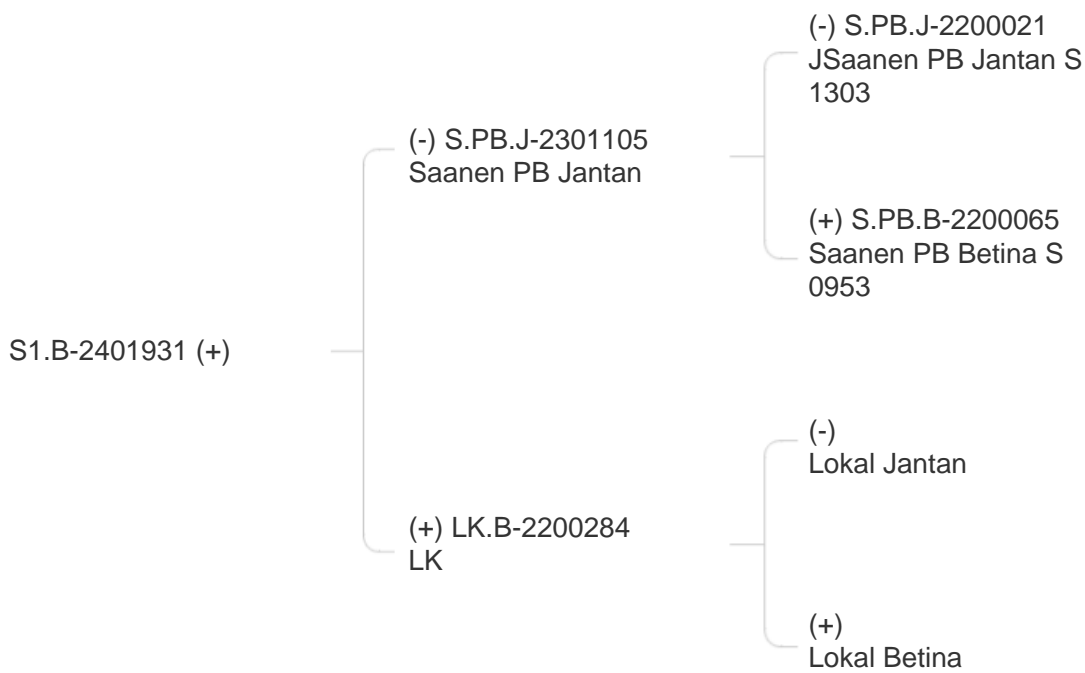 (-) S.PB.J-2200021
JSaanen PB Jantan S
1303
(-) S.PB.J-2301105
Saanen PB Jantan
(+) S.PB.B-2200065
Saanen PB Betina S
0953
S1.B-2401931 (+)
(-)
Lokal Jantan
(+) LK.B-2200284
LK
(+)
Lokal Betina